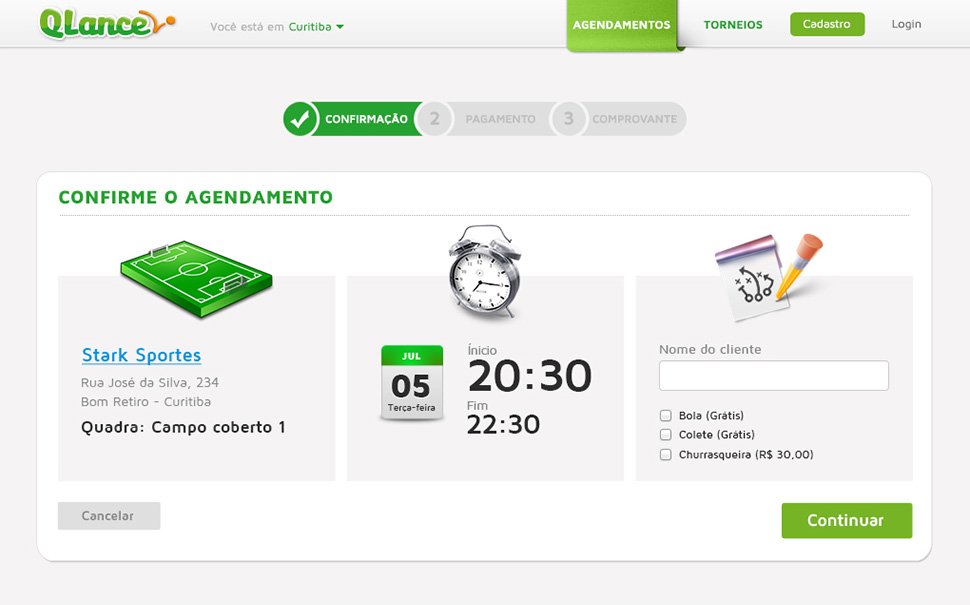 QLance
Você está em Curitiba
AGENDAMENTOS
TORNEIOS
Cadastro
Login
CONFIRMAÇÃO
2
PAGAMENTO
3
COMPROVANTE
CONFIRME O AGENDAMENTO
Stark Sportes
Rua José da Silva, 234
Bom Retiro - Curitiba
Quadra: Campo coberto 1
JUL
05
Terça-feira
Ínicio
20:30
Fim
22:30
Nome do cliente
Bola (Grátis)
Colete (Grátis)
Churrasqueira (R$ 30,00)
Cancelar
Continuar